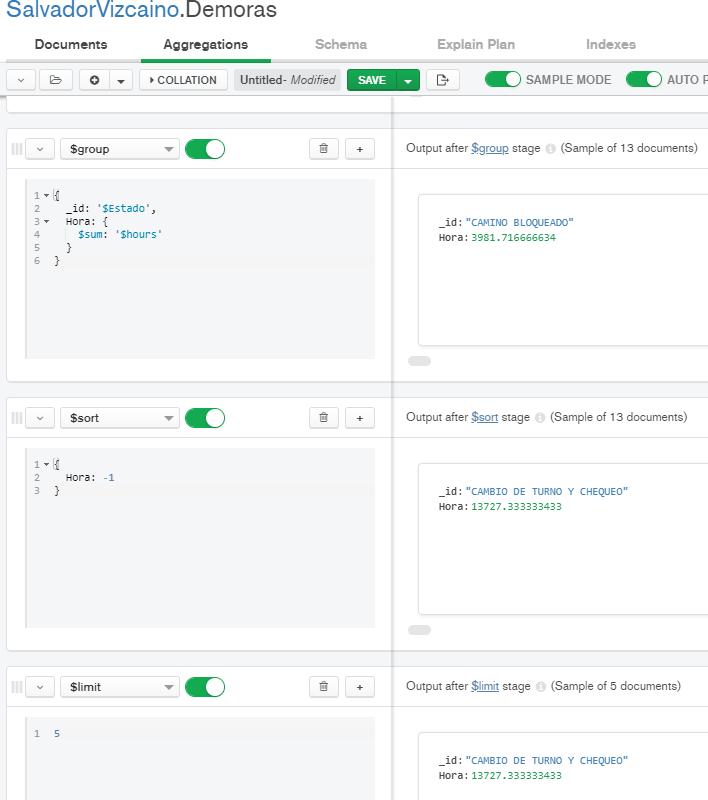 SalvadorVizcaino.Demoras
Documents Aggregations Schema Explain Plan Indexes
COLLATION Untitled- Modified SAVE SAMPLE MODE AUTO P
$group
Output after $group stage (Sample of 13 documents)
1 {
2 _id: '$Estado',
3 Hora: {
4 $sum: '$hours'
5 }
6 }
_id: "CAMINO BLOQUEADO"
Hora: 3981.716666634
$sort
Output after $sort stage (Sample of 13 documents)
1 {
2 Hora: -1
3 }
_id: "CAMBIO DE TURNO Y CHEQUEO"
Hora: 13727.333333433
$limit
Output after $limit stage (Sample of 5 documents)
1 5
_id: "CAMBIO DE TURNO Y CHEQUEO"
Hora: 13727.333333433